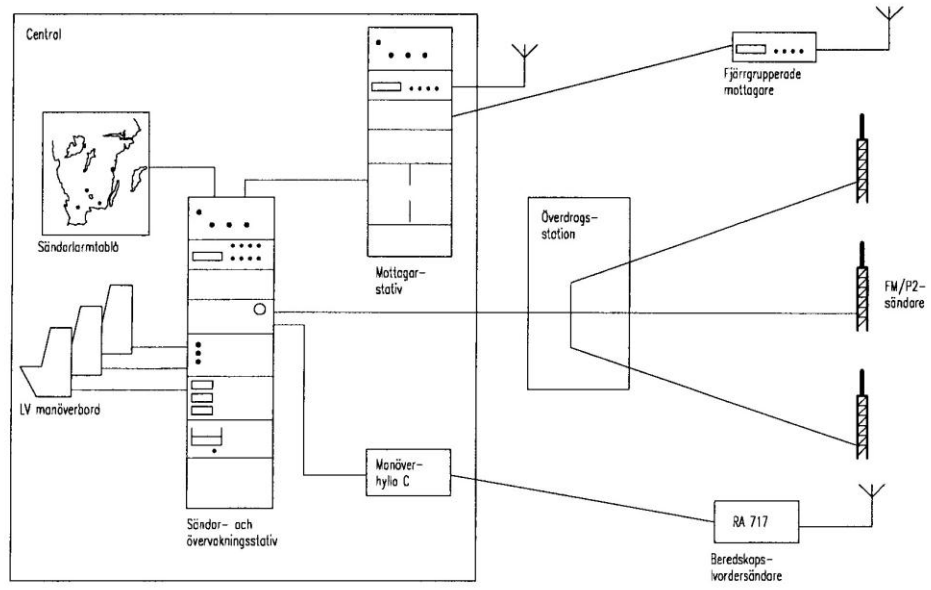 Central
Fjärrgrupperade
mottagare
Sändarlarmtablå
Mottagar-
stativ
Överdrags-
station
FM/P2-
sändare
LV manöverbord
Manöver-
hylla C
RA 717
Sändar- och
övervakningsstativ
Beredskaps-
lvordersändare